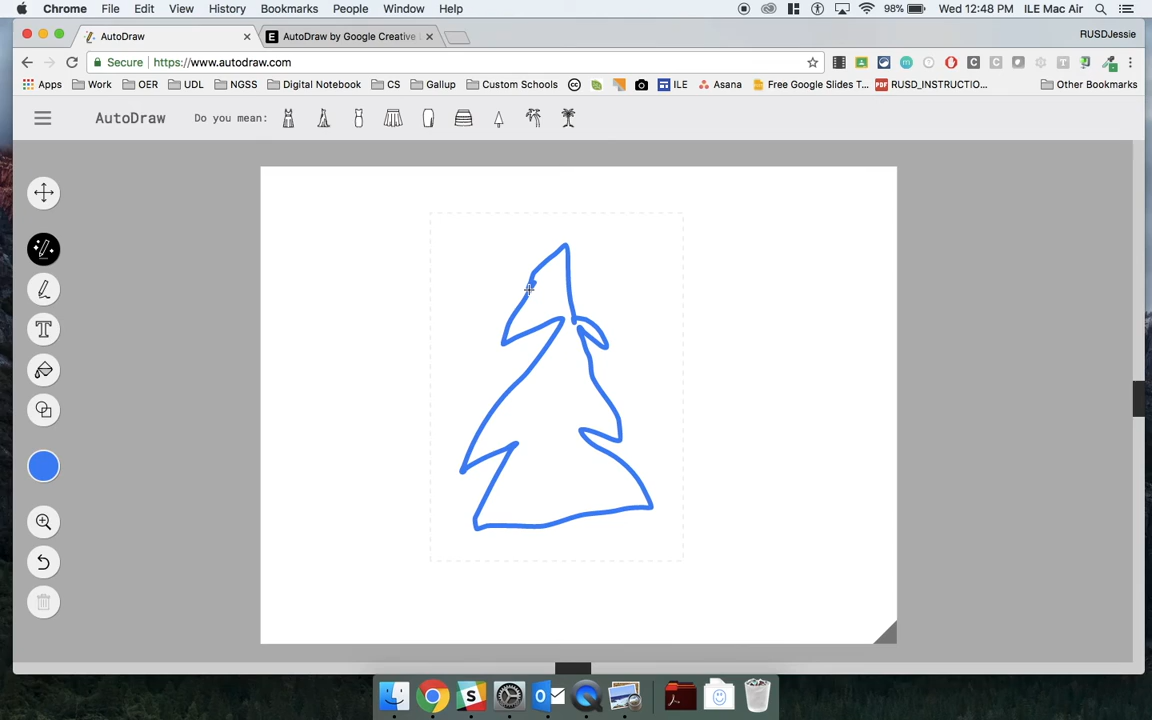 Chrome File Edit View History Bookmarks People Window Help 98% Wed 12:48 PM ILE Mac Air
AutoDraw AutoDraw by Google Creative L RUSDJessie
Secure https://www.autodraw.com
Apps Work OER UDL NGSS Digital Notebook CS Gallup Custom Schools ILE Asana Free Google Slides T... RUSD_INSTRUCTIO... Other Bookmarks
AutoDraw Do you mean: